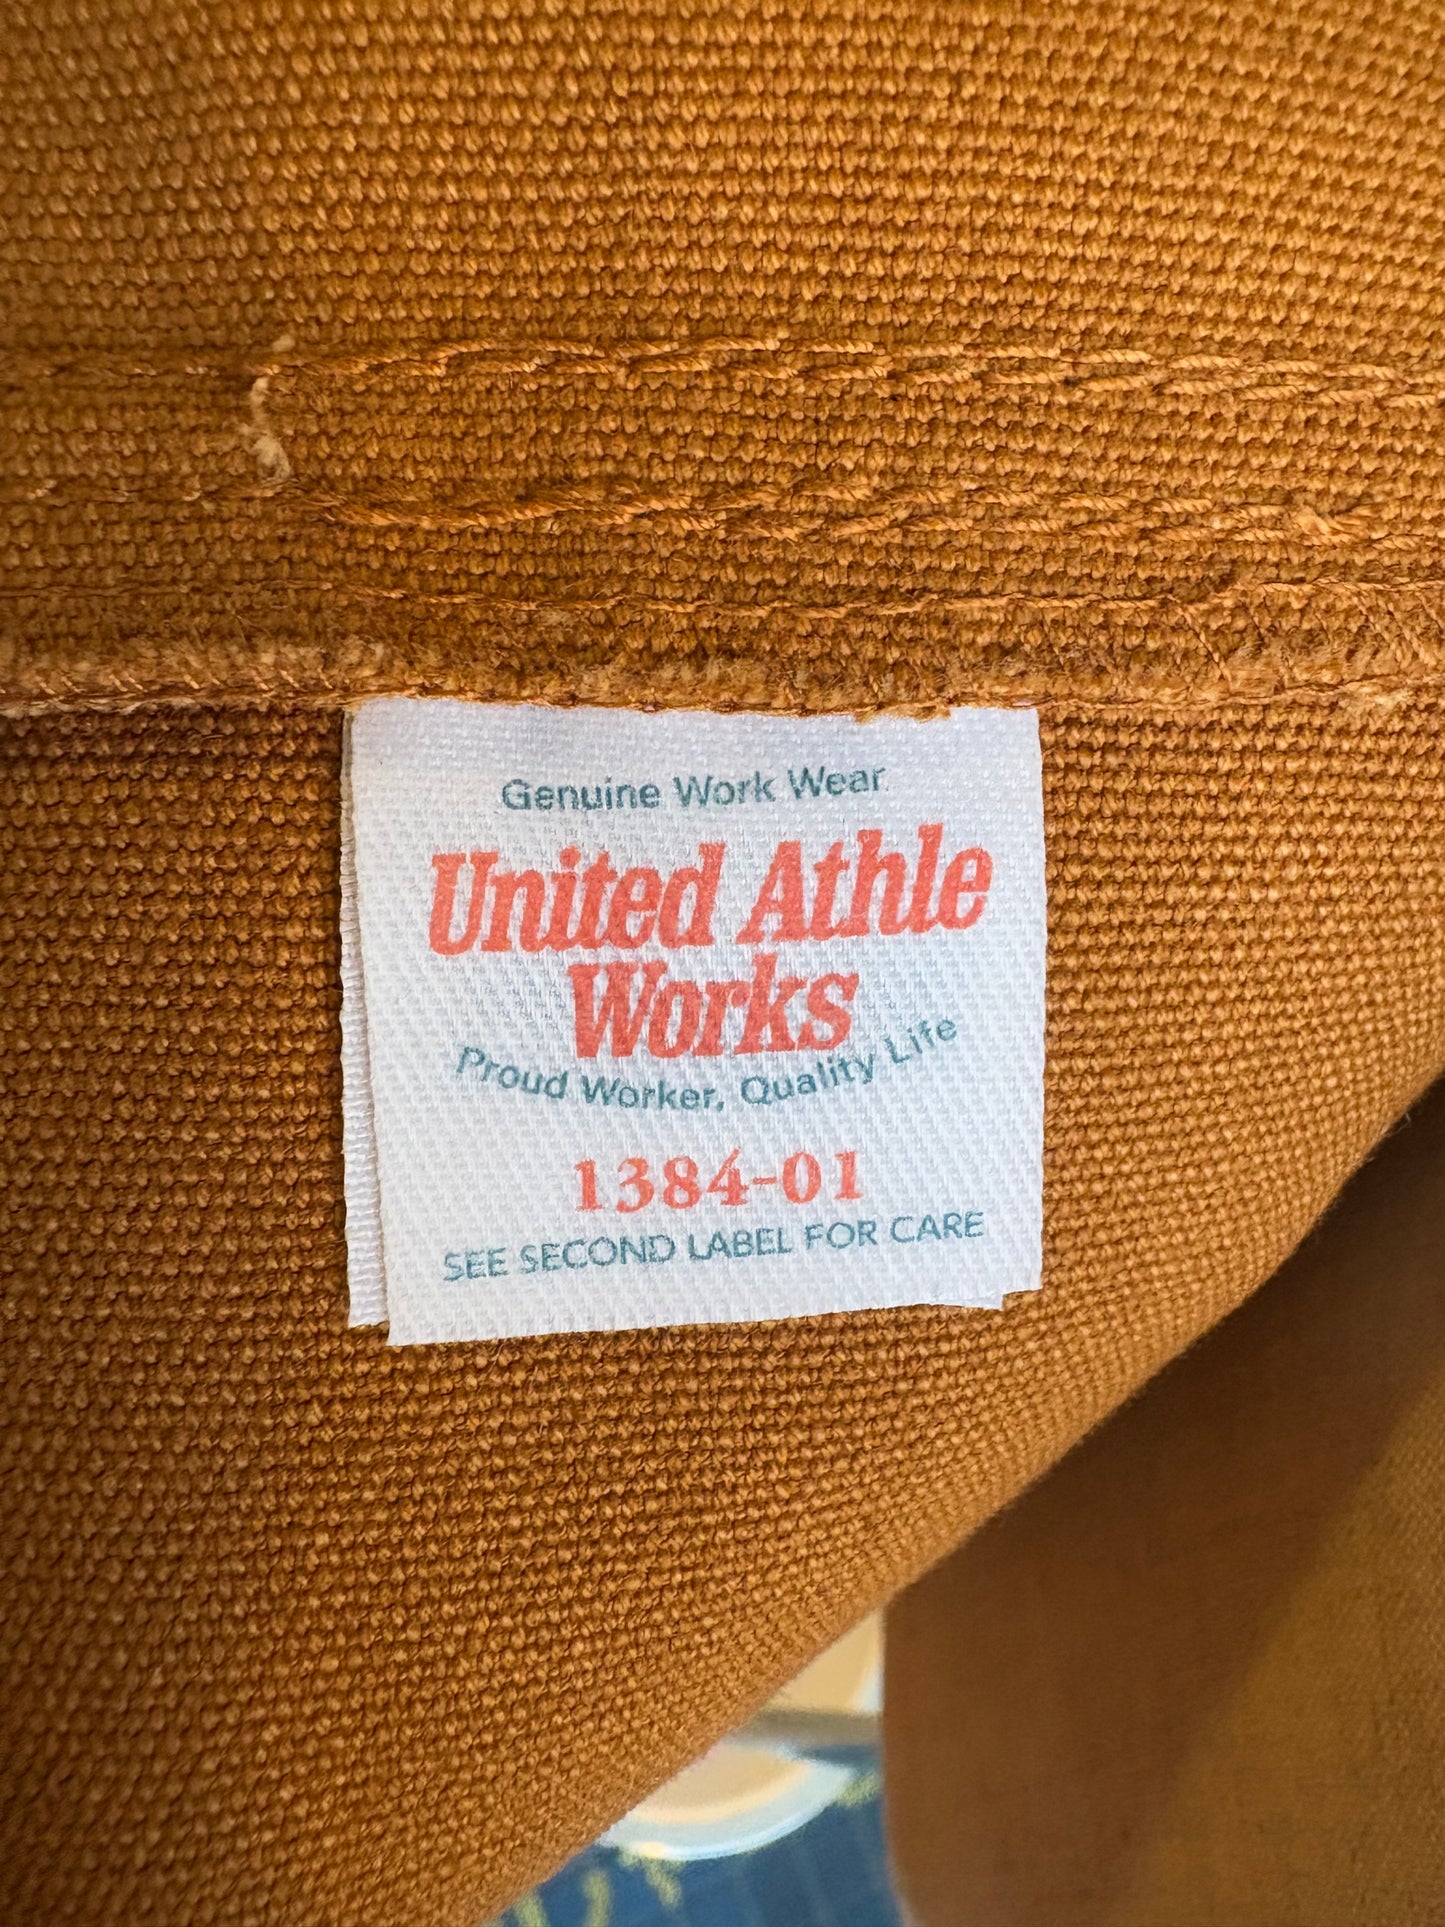 Genuine Work Wear
United Athle
Works
Proud Worker, Quality Life
1384-01
SEE SECOND LABEL FOR CARE